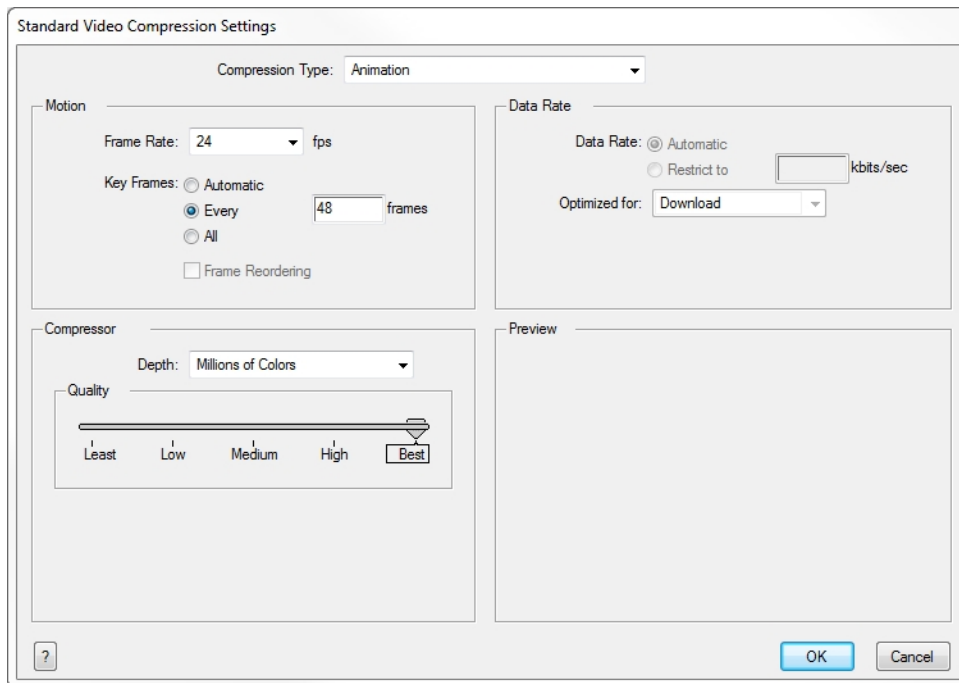 Standard Video Compression Settings
Compression Type: Animation
Motion
Frame Rate: 24 fps
Key Frames: Automatic
Every 48 frames
All
Frame Reordering
Data Rate
Data Rate: Automatic
Restrict to kbits/sec
Optimized for: Download
Compressor
Depth: Millions of Colors
Quality
Least Low Medium High Best
Preview
? OK Cancel